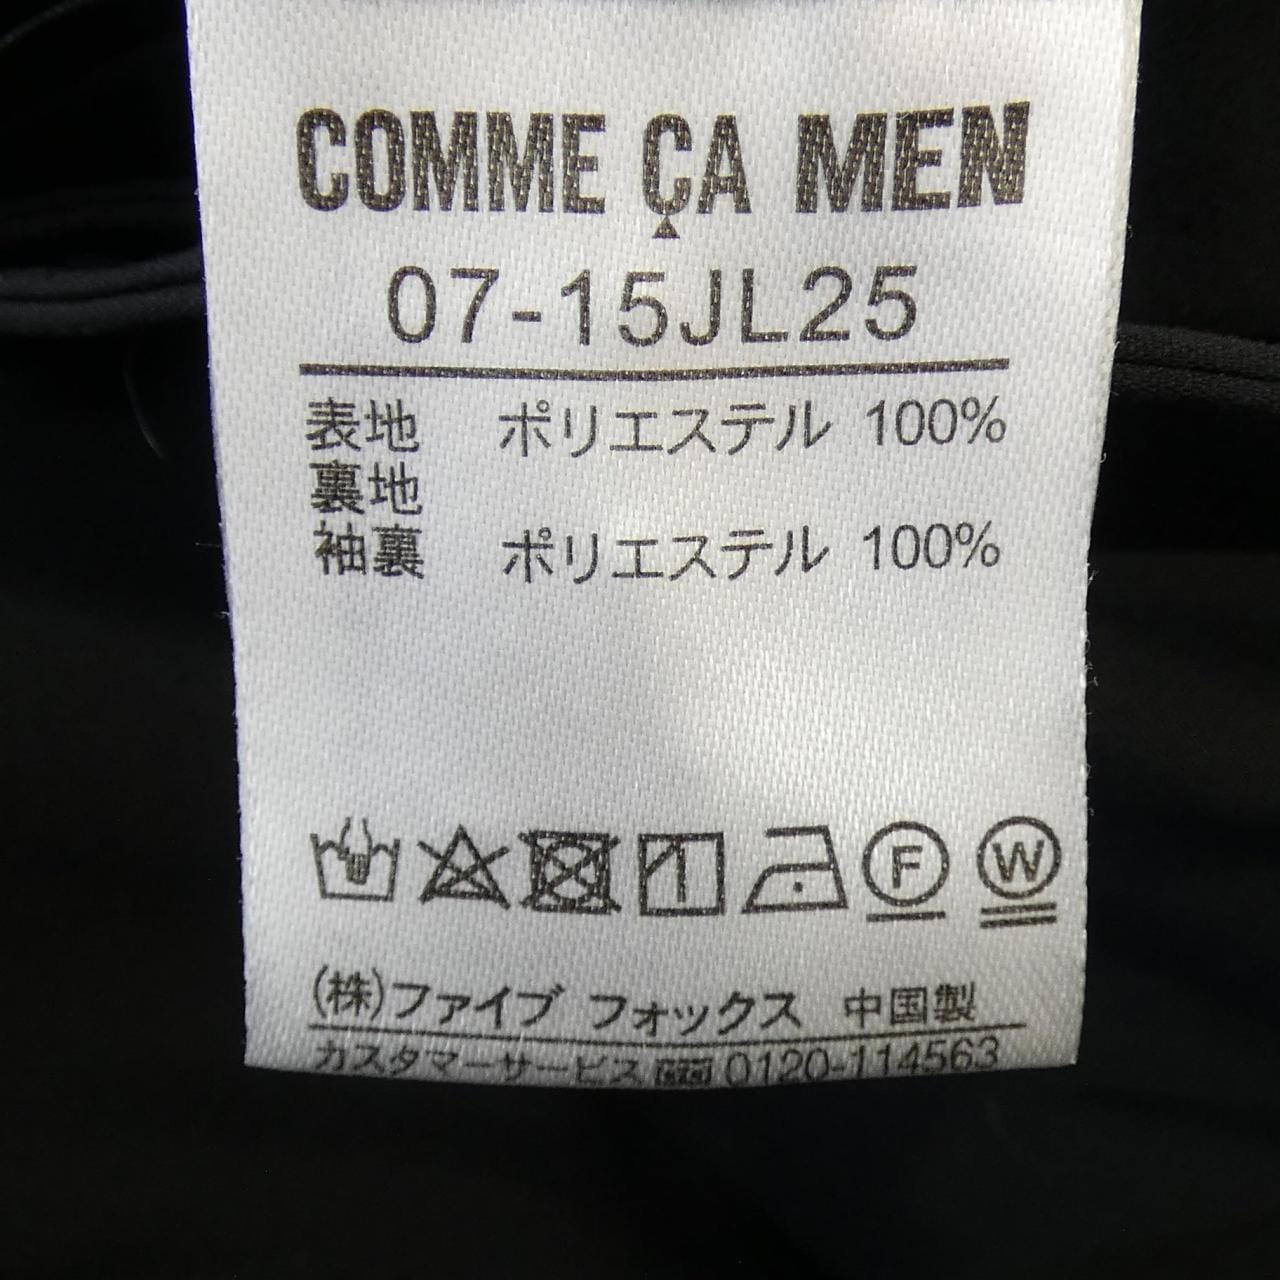 COMME ÇA MEN
07-15JL25
表地 ポリエステル 100%
裏地
袖裏 ポリエステル 100%
F W
(株)ファイブ フォックス 中国製
カスタマーサービス 0120-114563